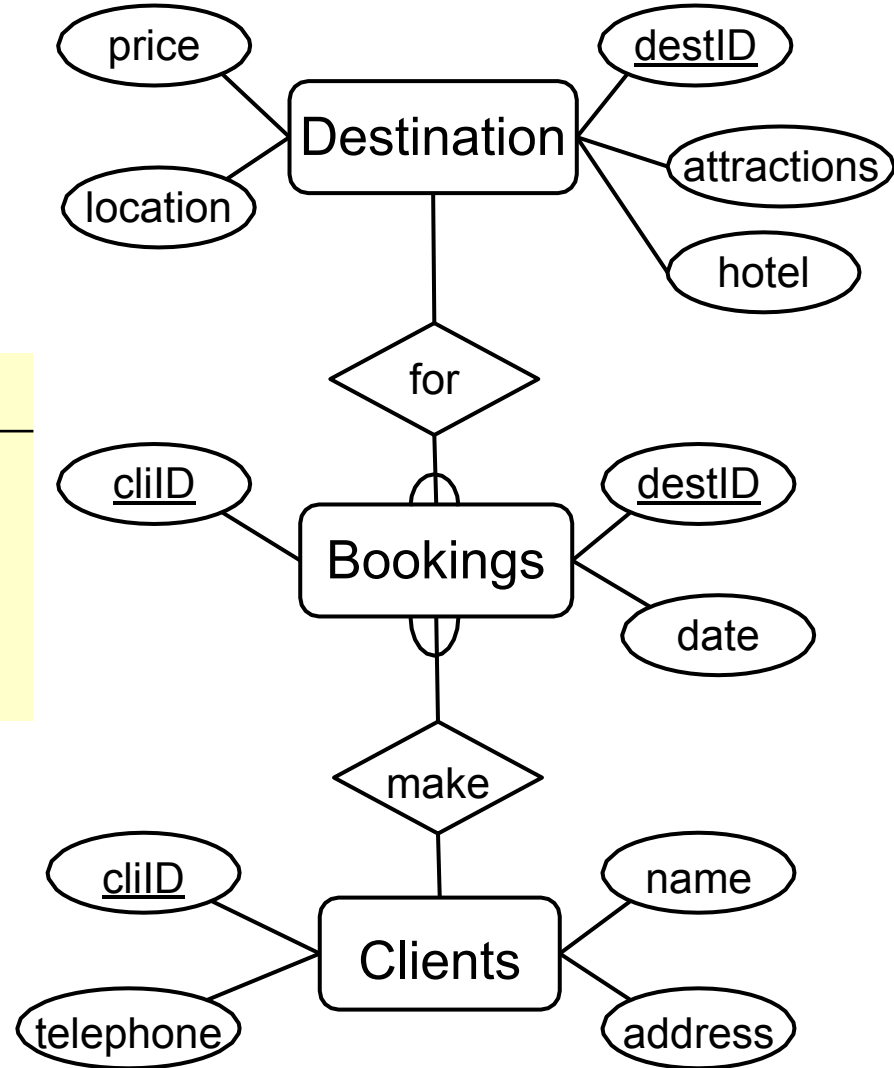 price
destID
Destination
attractions
location
hotel
for
cliID
destID
Bookings
date
make
cliID
name
Clients
telephone
address